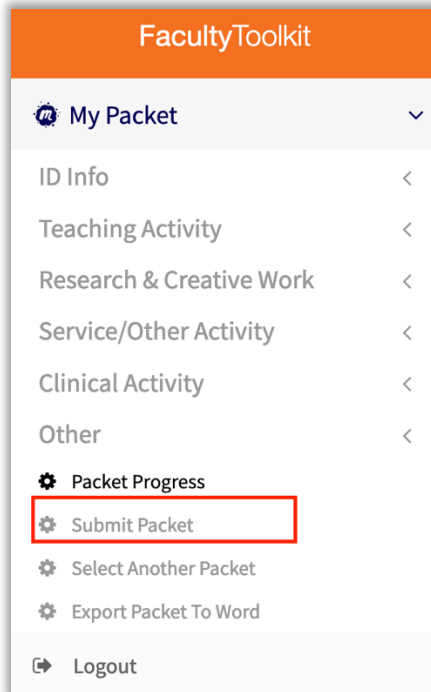 FacultyToolkit
My Packet
ID Info
Teaching Activity
Research & Creative Work
Service/Other Activity
Clinical Activity
Other
Packet Progress
Submit Packet
Select Another Packet
Export Packet To Word
Logout